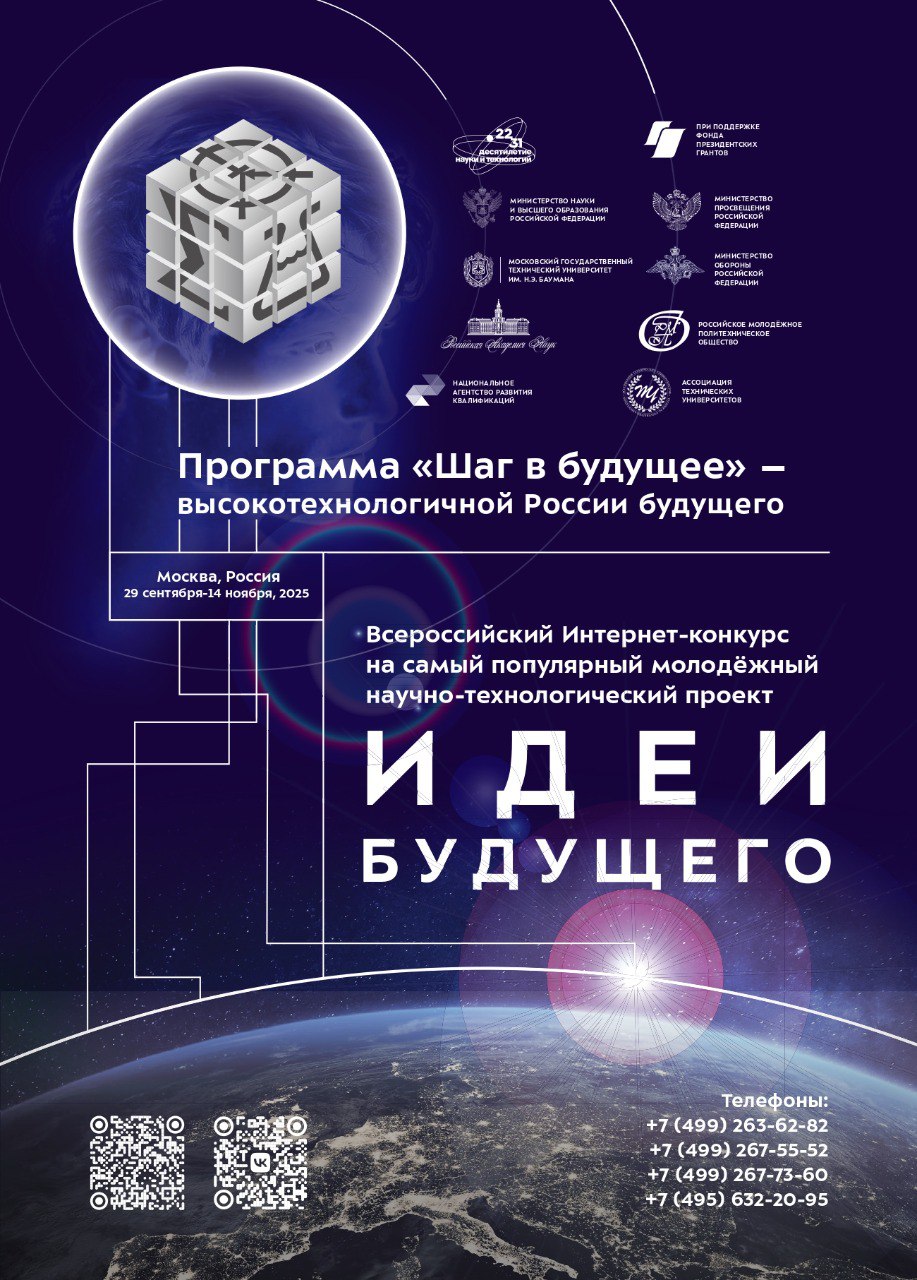 22
31
десятилетие
науки и технологий
ПРИ ПОДДЕРЖКЕ
ФОНДА
ПРЕЗИДЕНТСКИХ
ГРАНТОВ
МИНИСТЕРСТВО НАУКИ
И ВЫСШЕГО ОБРАЗОВАНИЯ
РОССИЙСКОЙ ФЕДЕРАЦИИ
МИНИСТЕРСТВО
ПРОСВЕЩЕНИЯ
РОССИЙСКОЙ
ФЕДЕРАЦИИ
МОСКОВСКИЙ ГОСУДАРСТВЕННЫЙ
ТЕХНИЧЕСКИЙ УНИВЕРСИТЕТ
ИМ. Н.Э. БАУМАНА
МИНИСТЕРСТВО
ОБОРОНЫ
РОССИЙСКОЙ
ФЕДЕРАЦИИ
Российская Академия Наук
РОССИЙСКОЕ МОЛОДЁЖНОЕ
ПОЛИТЕХНИЧЕСКОЕ
ОБЩЕСТВО
НАЦИОНАЛЬНОЕ
АГЕНТСТВО РАЗВИТИЯ
КВАЛИФИКАЦИЙ
АССОЦИАЦИЯ
ТЕХНИЧЕСКИХ
УНИВЕРСИТЕТОВ
Программа «Шаг в будущее» –
высокотехнологичной России будущего
Москва, Россия
29 сентября-14 ноября, 2025
Всероссийский Интернет-конкурс
на самый популярный молодёжный
научно-технологический проект
ИДЕИ
БУДУЩЕГО
Телефоны:
+7 (499) 263-62-82
+7 (499) 267-55-52
+7 (499) 267-73-60
+7 (495) 632-20-95